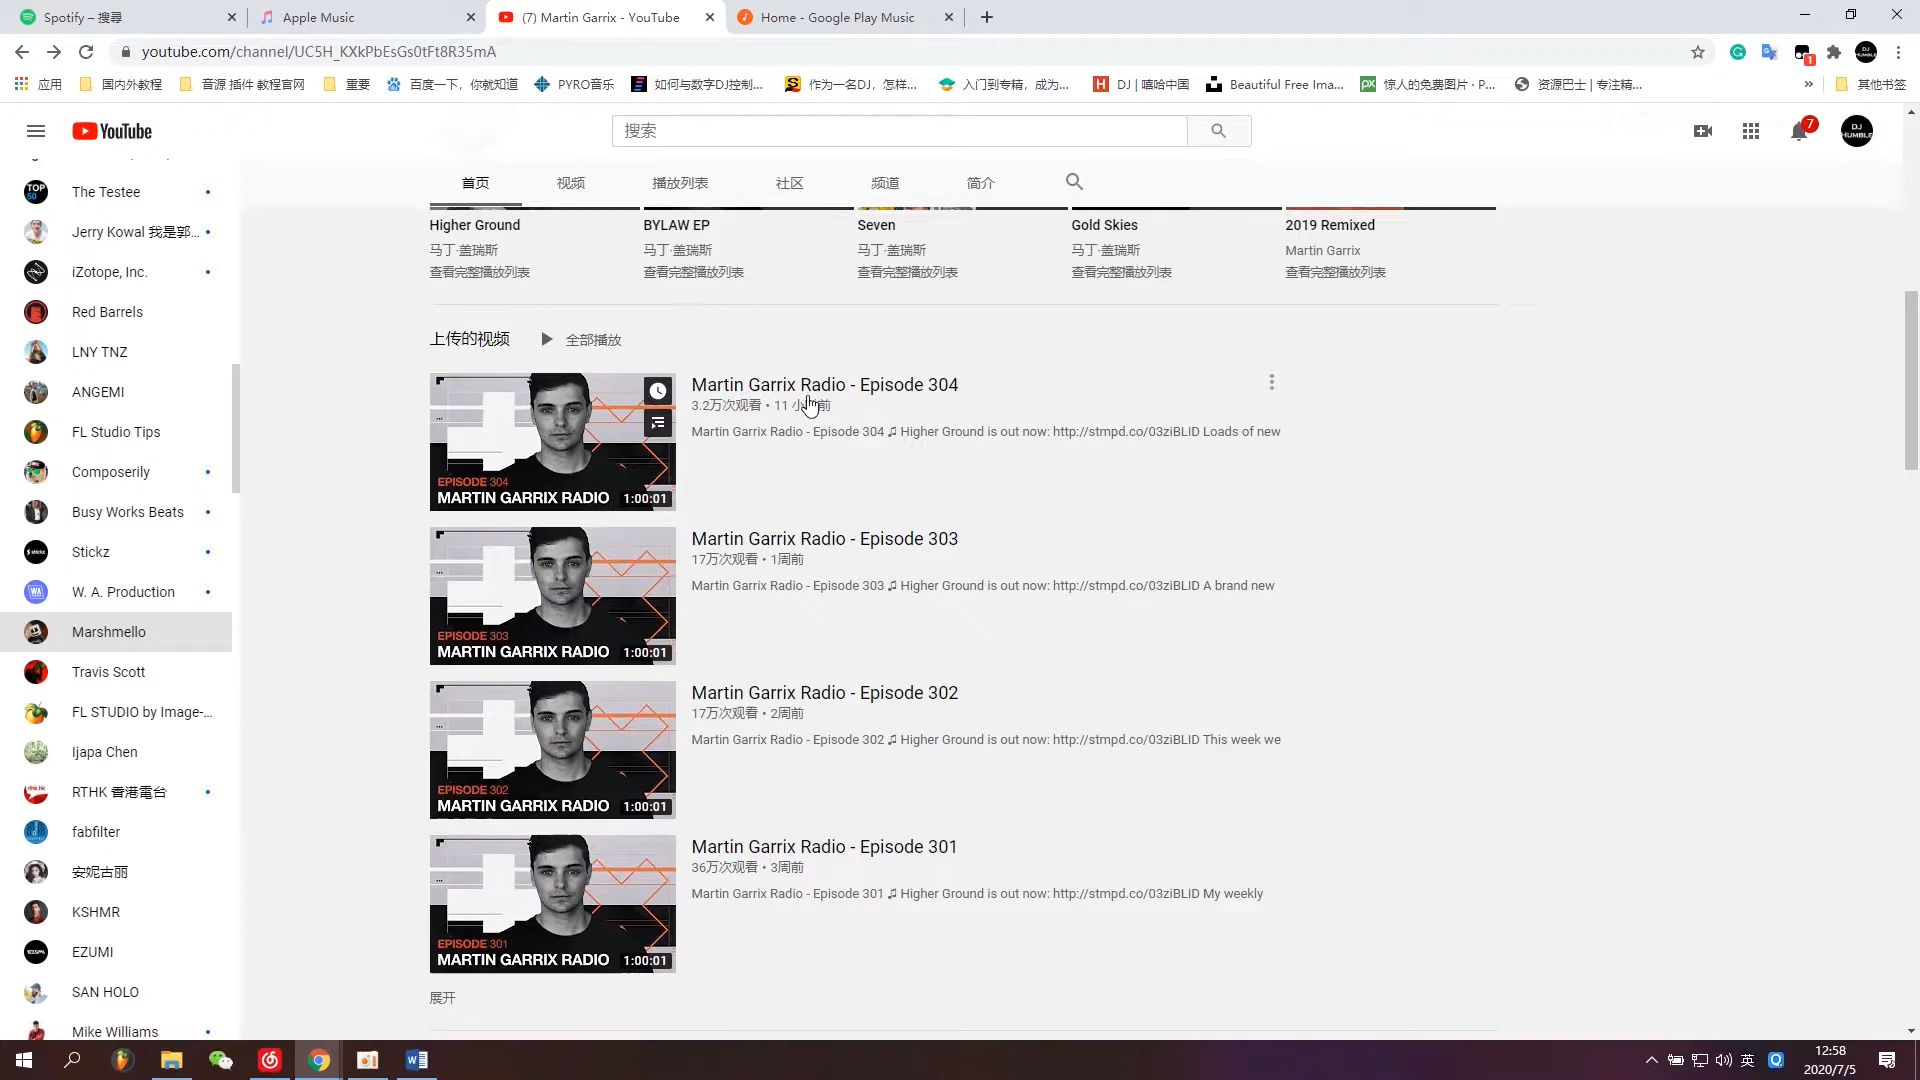 Spotify – 搜尋
Apple Music
(7) Martin Garrix - YouTube
Home - Google Play Music
youtube.com/channel/UC5H_KXkPbEsGs0tFt8R35mA
应用
国内外教程
音源 插件 教程官网
重要
百度一下，你就知道
PYRO音乐
如何与数字DJ控制...
作为一名DJ，怎样...
入门到专精，成为...
DJ | 嘻哈中国
Beautiful Free Ima...
惊人的免费图片 · P...
资源巴士 | 专注精...
其他书签
YouTube
搜索
7
DJ HUMBLE
首页
视频
播放列表
社区
频道
简介
The Testee
Jerry Kowal 我是郭...
iZotope, Inc.
Red Barrels
LNY TNZ
ANGEMI
FL Studio Tips
Composerily
Busy Works Beats
Stickz
W. A. Production
Marshmello
Travis Scott
FL STUDIO by Image-...
Ijapa Chen
RTHK 香港電台
fabfilter
安妮古丽
KSHMR
EZUMI
SAN HOLO
Mike Williams
Higher Ground
马丁·盖瑞斯
查看完整播放列表
BYLAW EP
马丁·盖瑞斯
查看完整播放列表
Seven
马丁·盖瑞斯
查看完整播放列表
Gold Skies
马丁·盖瑞斯
查看完整播放列表
2019 Remixed
Martin Garrix
查看完整播放列表
上传的视频
全部播放
EPISODE 304
MARTIN GARRIX RADIO
1:00:01
Martin Garrix Radio - Episode 304
3.2万次观看 • 11 小时前
Martin Garrix Radio - Episode 304 ♫ Higher Ground is out now: http://stmpd.co/03ziBLID Loads of new
EPISODE 303
MARTIN GARRIX RADIO
1:00:01
Martin Garrix Radio - Episode 303
17万次观看 • 1周前
Martin Garrix Radio - Episode 303 ♫ Higher Ground is out now: http://stmpd.co/03ziBLID A brand new
EPISODE 302
MARTIN GARRIX RADIO
1:00:01
Martin Garrix Radio - Episode 302
17万次观看 • 2周前
Martin Garrix Radio - Episode 302 ♫ Higher Ground is out now: http://stmpd.co/03ziBLID This week we
EPISODE 301
MARTIN GARRIX RADIO
1:00:01
Martin Garrix Radio - Episode 301
36万次观看 • 3周前
Martin Garrix Radio - Episode 301 ♫ Higher Ground is out now: http://stmpd.co/03ziBLID My weekly
展开
英
12:58
2020/7/5